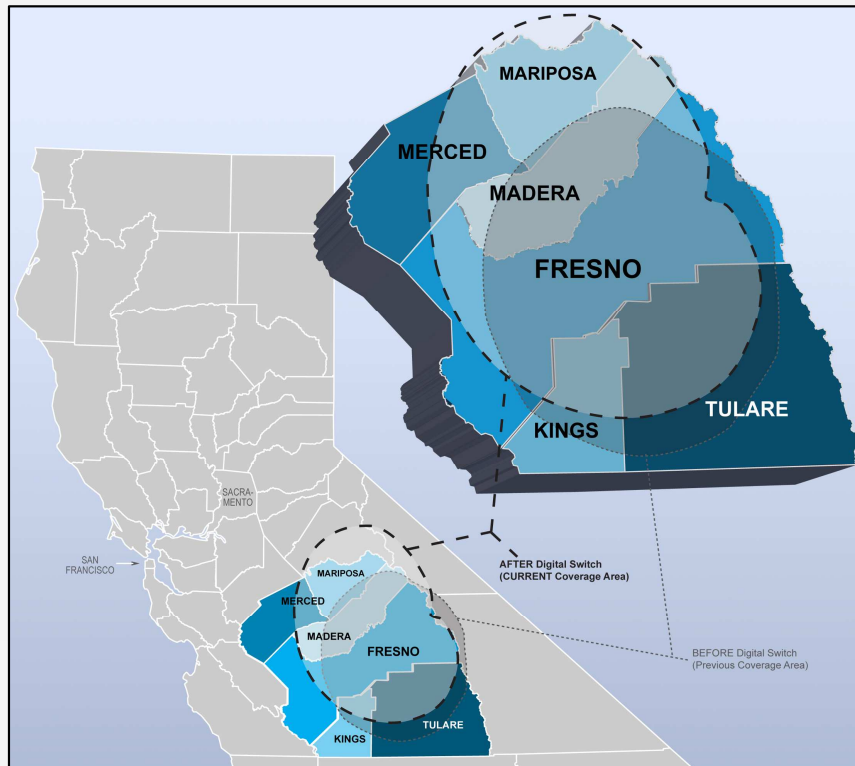 MARIPOSA
MERCED
MADERA
FRESNO
TULARE
KINGS
SACRA-
MENTO
SAN
FRANCISCO
AFTER Digital Switch
(CURRENT Coverage Area)
MARIPOSA
MERCED
MADERA
FRESNO
BEFORE Digital Switch
(Previous Coverage Area)
TULARE
KINGS